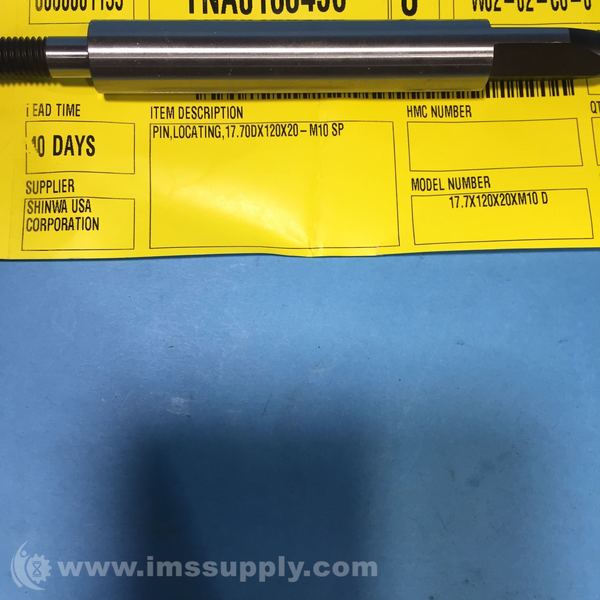 LEAD TIME
ITEM DESCRIPTION
HMC NUMBER
10 DAYS
PIN,LOCATING,17.70DX120X20-M10 SP
SUPPLIER
MODEL NUMBER
SHINWA USA
CORPORATION
17.7X120X20XM10 D
www.imssupply.com